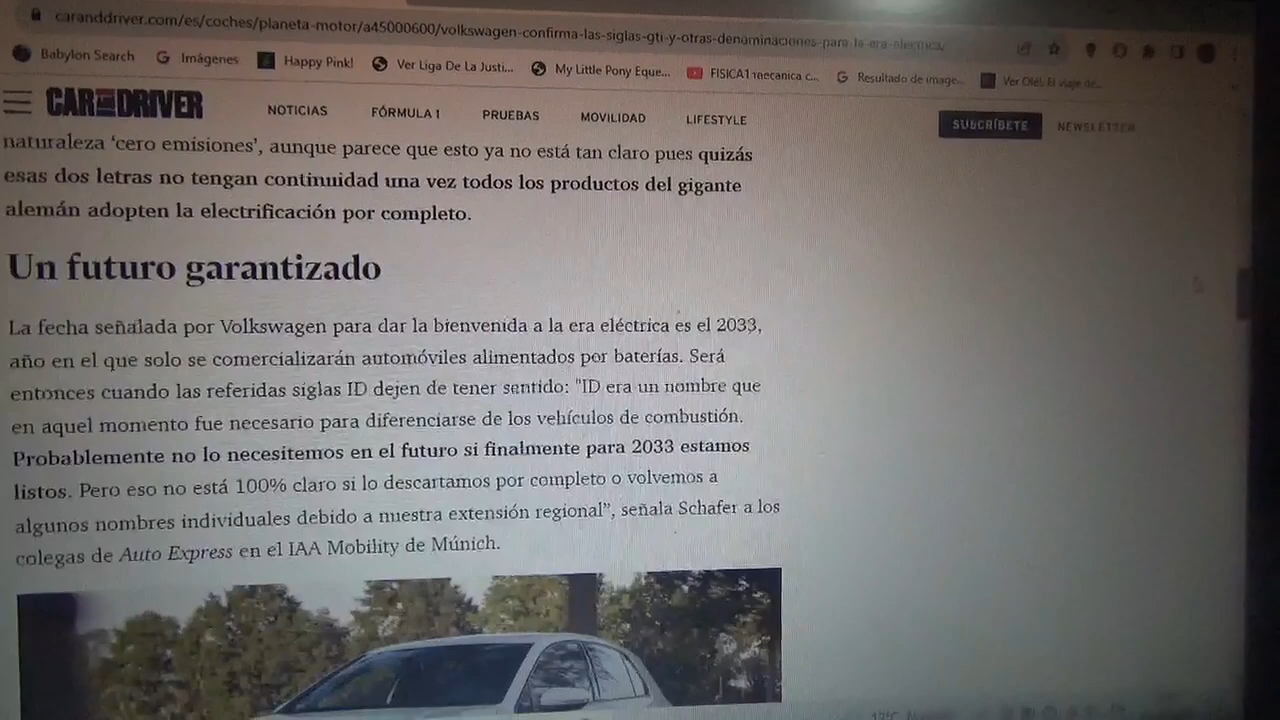 caranddriver.com/es/coches/planeta-motor/a45000600/volkswagen-confirma-las-siglas-gti-y-otras-denominaciones-para-la-era-electrica/
Babylon Search Imágenes Happy Pink! Ver Liga De La Justi... My Little Pony Eque... FISICA1 mecanica c... Resultado de image... Ver Olé! El viaje de...
CAR AND DRIVER NOTICIAS FÓRMULA 1 PRUEBAS MOVILIDAD LIFESTYLE SUSCRÍBETE NEWSLETTER
naturaleza ‘cero emisiones’, aunque parece que esto ya no está tan claro pues quizás
esas dos letras no tengan continuidad una vez todos los productos del gigante
alemán adopten la electrificación por completo.
Un futuro garantizado
La fecha señalada por Volkswagen para dar la bienvenida a la era eléctrica es el 2033,
año en el que solo se comercializarán automóviles alimentados por baterías. Será
entonces cuando las referidas siglas ID dejen de tener sentido: "ID era un nombre que
en aquel momento fue necesario para diferenciarse de los vehículos de combustión.
Probablemente no lo necesitemos en el futuro si finalmente para 2033 estamos
listos. Pero eso no está 100% claro si lo descartamos por completo o volvemos a
algunos nombres individuales debido a nuestra extensión regional”, señala Schafer a los
colegas de Auto Express en el IAA Mobility de Múnich.